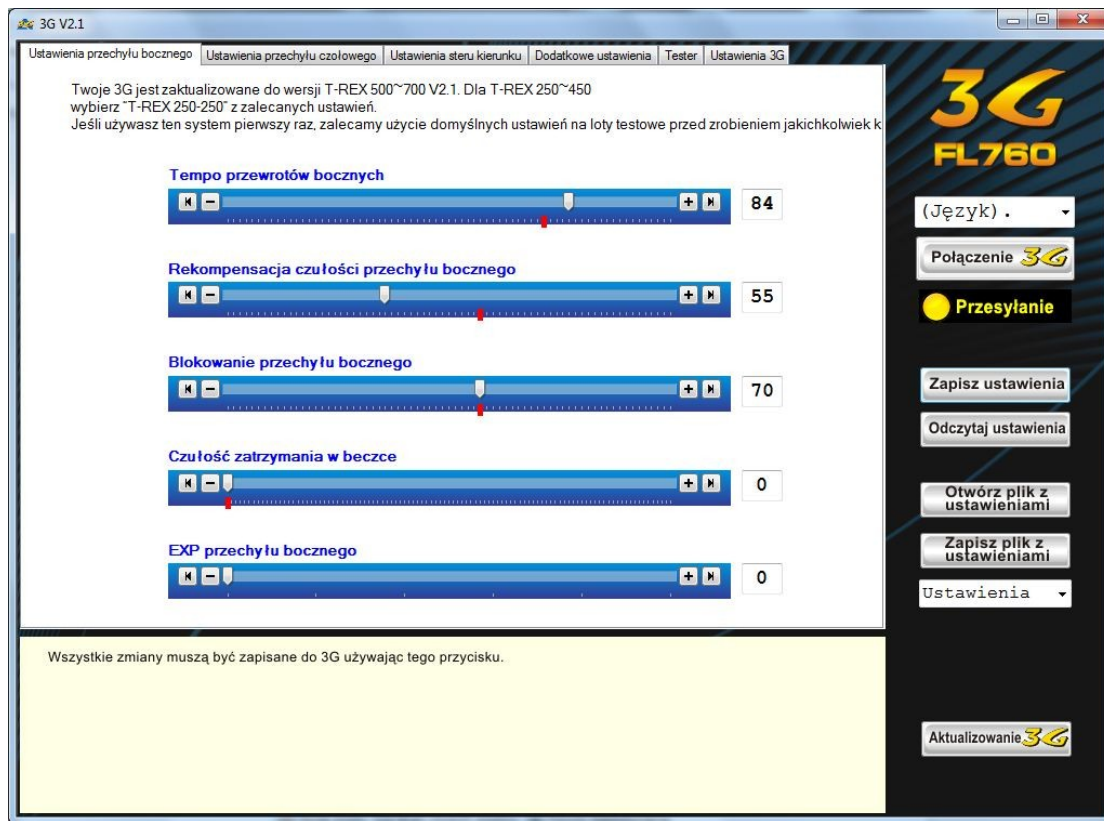 3G V2.1
Ustawienia przechyłu bocznego Ustawienia przechyłu czołowego Ustawienia steru kierunku Dodatkowe ustawienia Tester Ustawienia 3G
Twoje 3G jest zaktualizowane do wersji T-REX 500~700 V2.1. Dla T-REX 250~450
wybierz "T-REX 250-250" z zalecanych ustawień.
Jeśli używasz ten system pierwszy raz, zalecamy użycie domyślnych ustawień na loty testowe przed zrobieniem jakichkolwiek k
Tempo przewrotów bocznych
84
Rekompensacja czułości przechyłu bocznego
55
Blokowanie przechyłu bocznego
70
Czułość zatrzymania w beczce
0
EXP przechyłu bocznego
0
Wszystkie zmiany muszą być zapisane do 3G używając tego przycisku.
3G
FL760
(Język).
Połączenie 3G
Przesyłanie
Zapisz ustawienia
Odczytaj ustawienia
Otwórz plik z
ustawieniami
Zapisz plik z
ustawieniami
Ustawienia
Aktualizowanie 3G